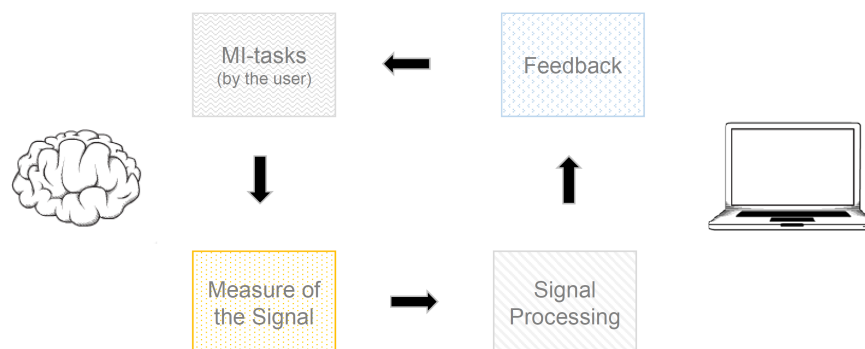 MI-tasks
(by the user)
Feedback
Measure of
the Signal
Signal
Processing